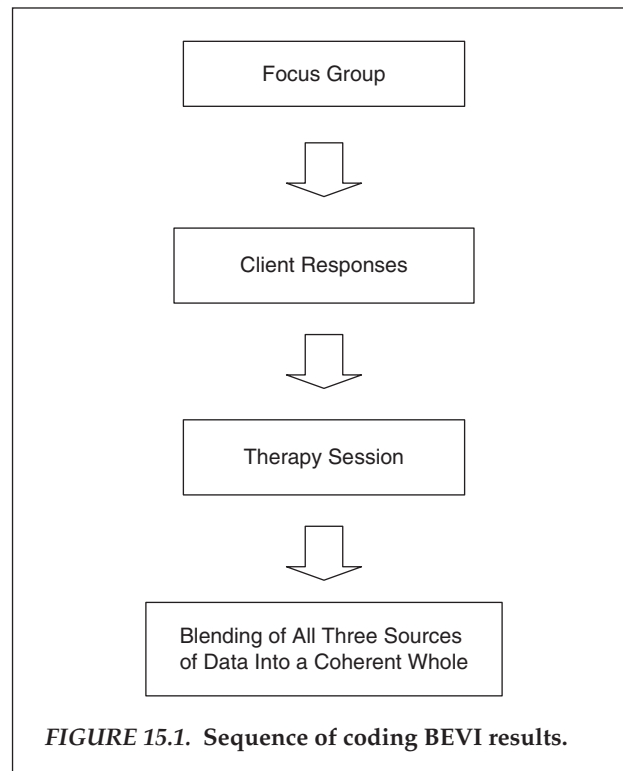 Focus Group
Client Responses
Therapy Session
Blending of All Three Sources
of Data Into a Coherent Whole
FIGURE 15.1. Sequence of coding BEVI results.